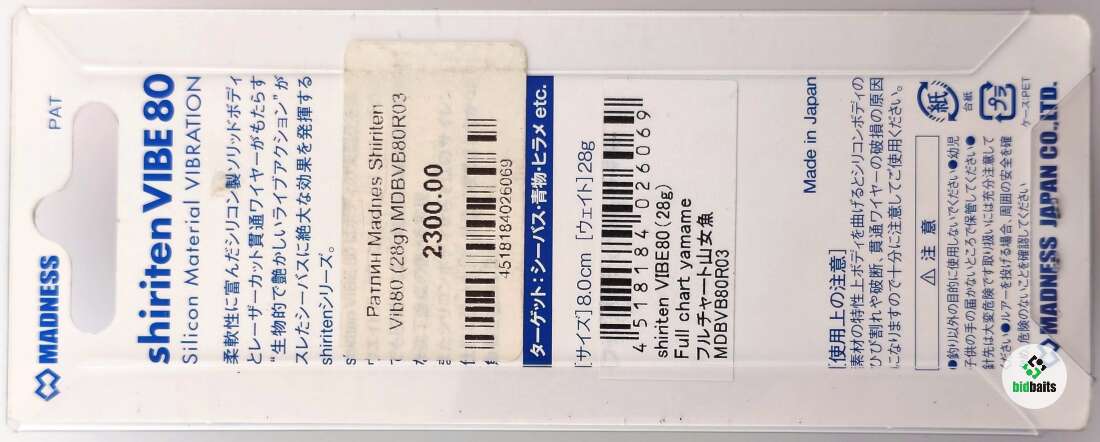 PAT
MADNESS
shiriten VIBE 80
Silicon Material VIBRATION
柔軟性に富んだシリコン製ソリッドボディ
とレーザーカット貫通ワイヤーがもたらす
“生物的で艶かしいライブアクション”が
スレたシーバスに絶大な効果を発揮する
shiritenシリーズ。
Раттлин Madnes Shiriten
Vib80 (28g) MDBVB80R03
2300.00
4518184026069
ターゲット:シーバス・青物・ヒラメ etc.
[サイズ]8.0cm [ウェイト]28g
4 518184 026069
shiriten VIBE80(28g)
Full chart yamame
フルチャート山女魚
MDBVB80R03
Made in Japan
[使用上の注意]
素材の特性上ボディを曲げるとシリコンボディの
ひび割れや破断、貫通ワイヤーの破損の原因
になりますので十分に注意してご使用ください。
紙
台紙
プラ
ケース:PET
⚠ 注意
●釣り以外の目的に使用しないでください●幼児
子供の手の届かないところで保管してください●
針先は大変危険です取り扱いには充分注意して
ください●ルアーを投げる場合、周囲の安全を確
危険のないことを確認してください
MADNESS JAPAN CO.,LTD.
bidbaits